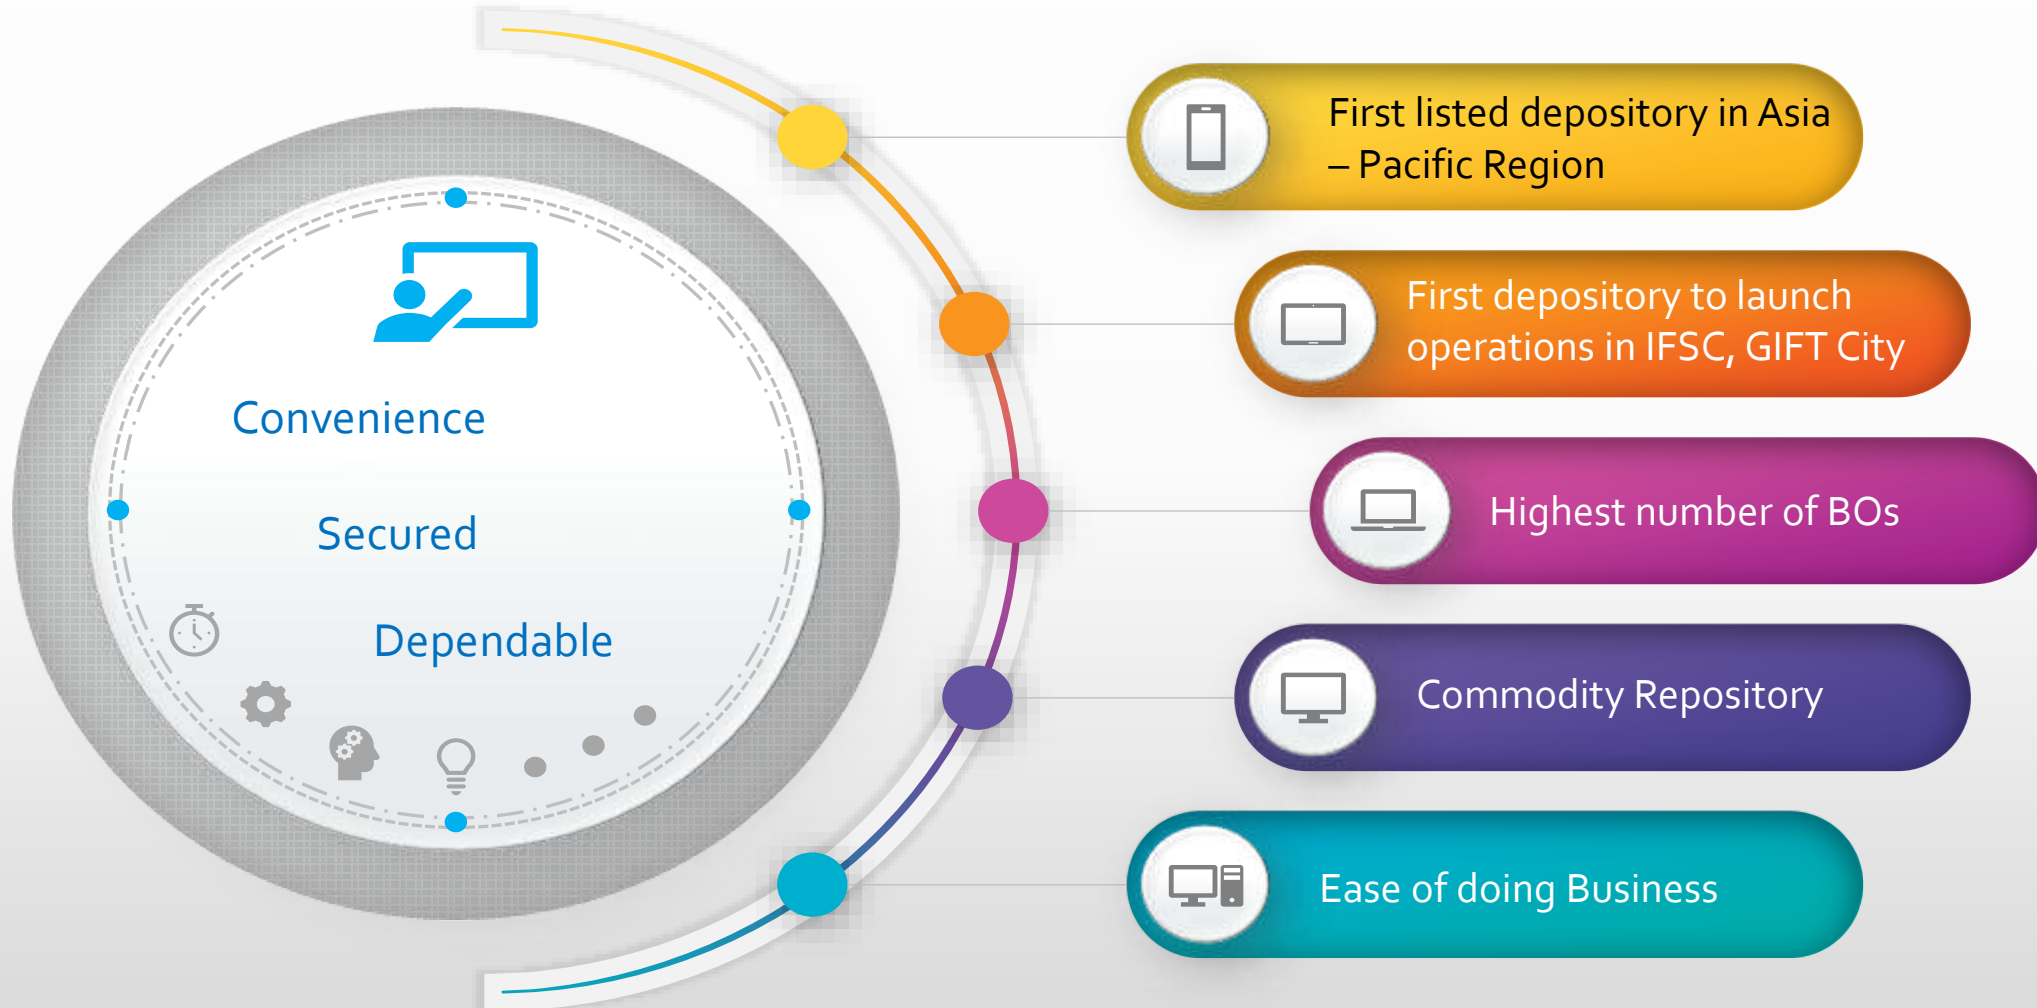 Convenience
Secured
Dependable
First listed depository in Asia
– Pacific Region
First depository to launch
operations in IFSC, GIFT City
Highest number of BOs
Commodity Repository
Ease of doing Business